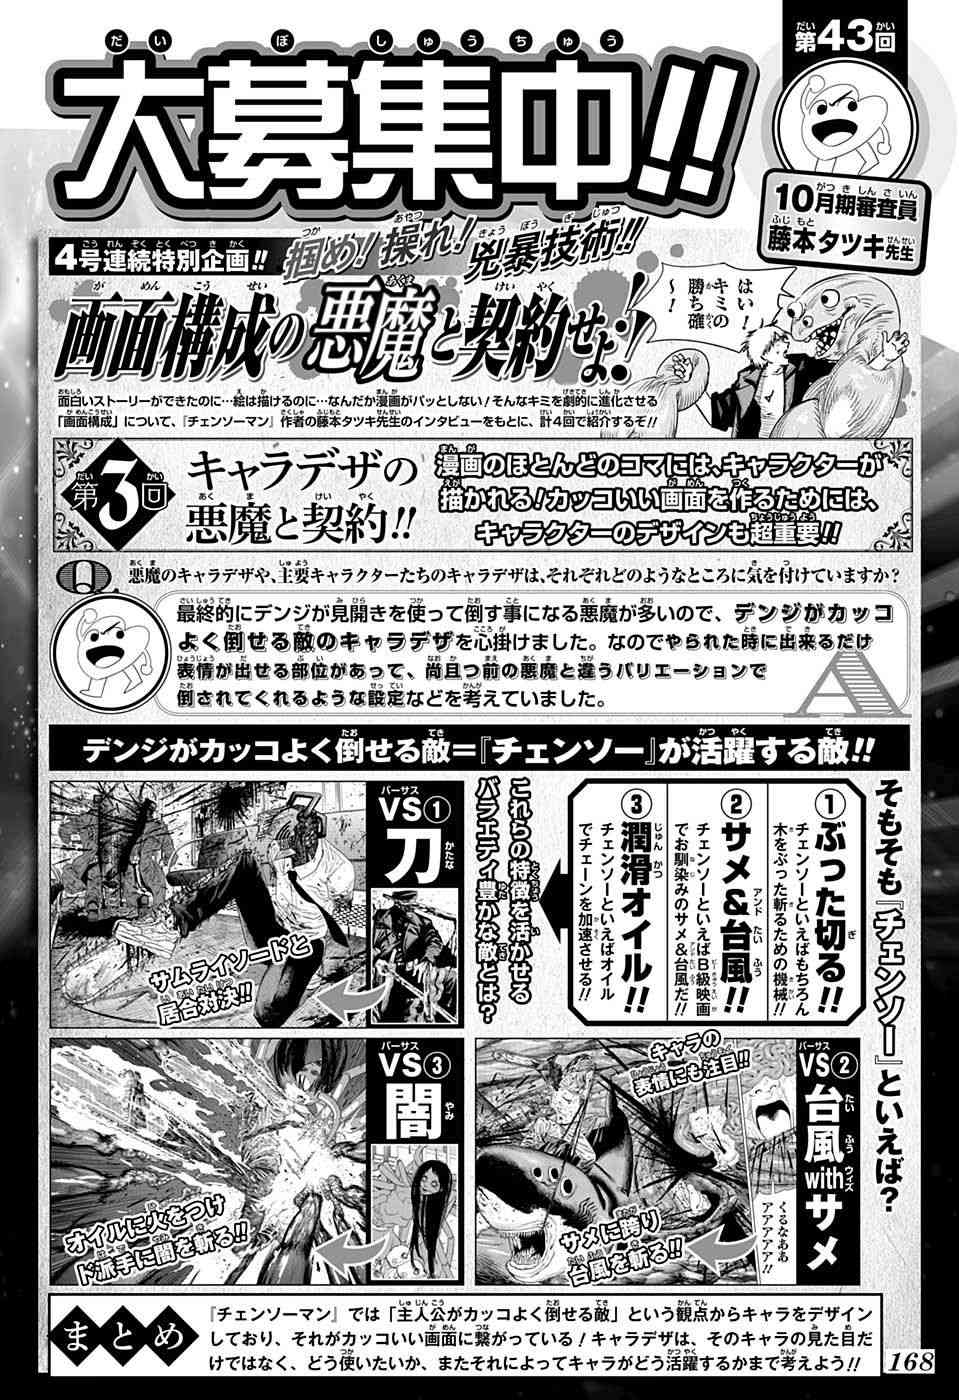 大募集中!!
第43回
10月期審査員
藤本タツキ先生
4号連続特別企画!!
掴め!操れ!兇暴技術!!
画面構成の悪魔と契約せよ!!
はい!
キミの
勝ち確
〜!
面白いストーリーができたのに…絵は描けるのに…なんだか漫画がパッとしない!そんなキミを劇的に進化させる
「画面構成」について、『チェンソーマン』作者の藤本タツキ先生のインタビューをもとに、計4回で紹介するぞ!!
第3回
キャラデザの
悪魔と契約!!
漫画のほとんどのコマには、キャラクターが
描かれる!カッコいい画面を作るためには、
キャラクターのデザインも超重要!!
Q.悪魔のキャラデザや、主要キャラクターたちのキャラデザは、それぞれどのようなところに気を付けていますか?
A
最終的にデンジが見開きを使って倒す事になる悪魔が多いので、デンジがカッコ
よく倒せる敵のキャラデザを心掛けました。なのでやられた時に出来るだけ
表情が出せる部位があって、尚且つ前の悪魔と違うバリエーションで
倒されてくれるような設定などを考えていました。
デンジがカッコよく倒せる敵=『チェンソー』が活躍する敵!!
そもそも『チェンソー』といえば?
①ぶった切る!!
チェンソーといえばもちろん
木をぶった斬るための機械!!
②サメ&台風!!
チェンソーといえばB級映画
でお馴染みのサメ&台風だ!!
③潤滑オイル!!
チェンソーといえばオイル
でチェーンを加速させる!!
これらの特徴を活かせる
バラエティ豊かな敵とは?
VS①
刀
サムライソードと
居合対決!!
VS②
台風withサメ
キャラの
表情にも注目!!
くるなああ
アアアア!!
サメに跨り
台風を斬る!!
VS③
闇
オイルに火をつけ
ド派手に闇を斬る!!
まとめ
『チェンソーマン』では「主人公がカッコよく倒せる敵」という観点からキャラをデザイン
しており、それがカッコいい画面に繋がっている!キャラデザは、そのキャラの見た目だ
けではなく、どう使いたいか、またそれによってキャラがどう活躍するかまで考えよう!!
168